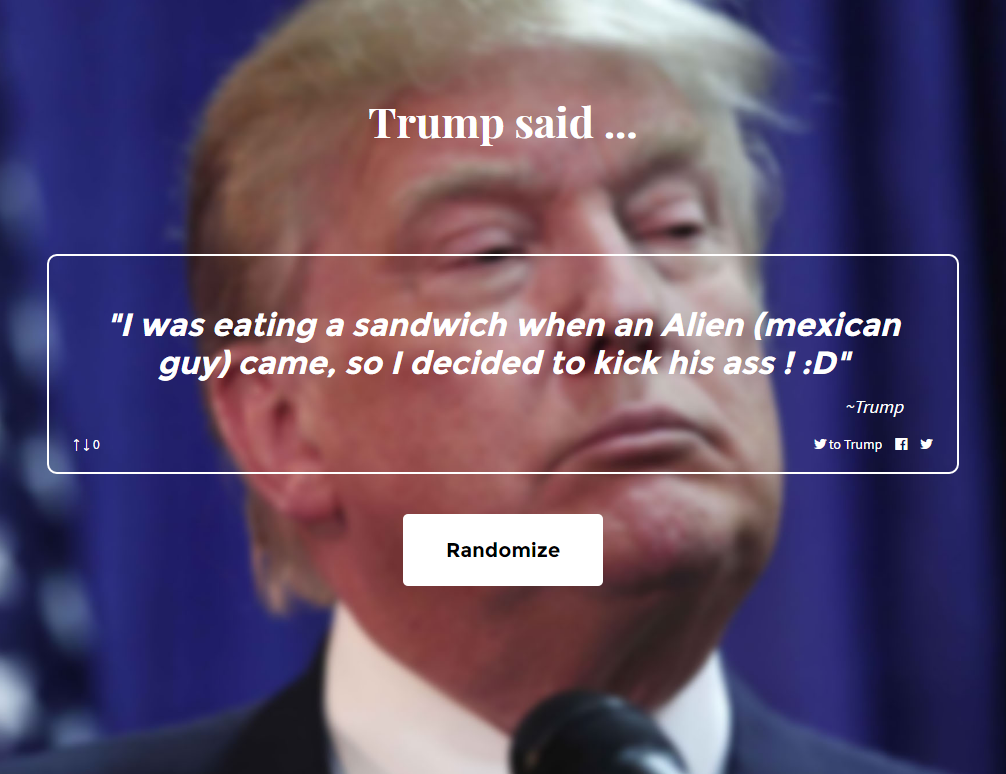 Trump said ...
"I was eating a sandwich when an Alien (mexican
guy) came, so I decided to kick his ass ! :D"
~Trump
↑↓0 to Trump
Randomize